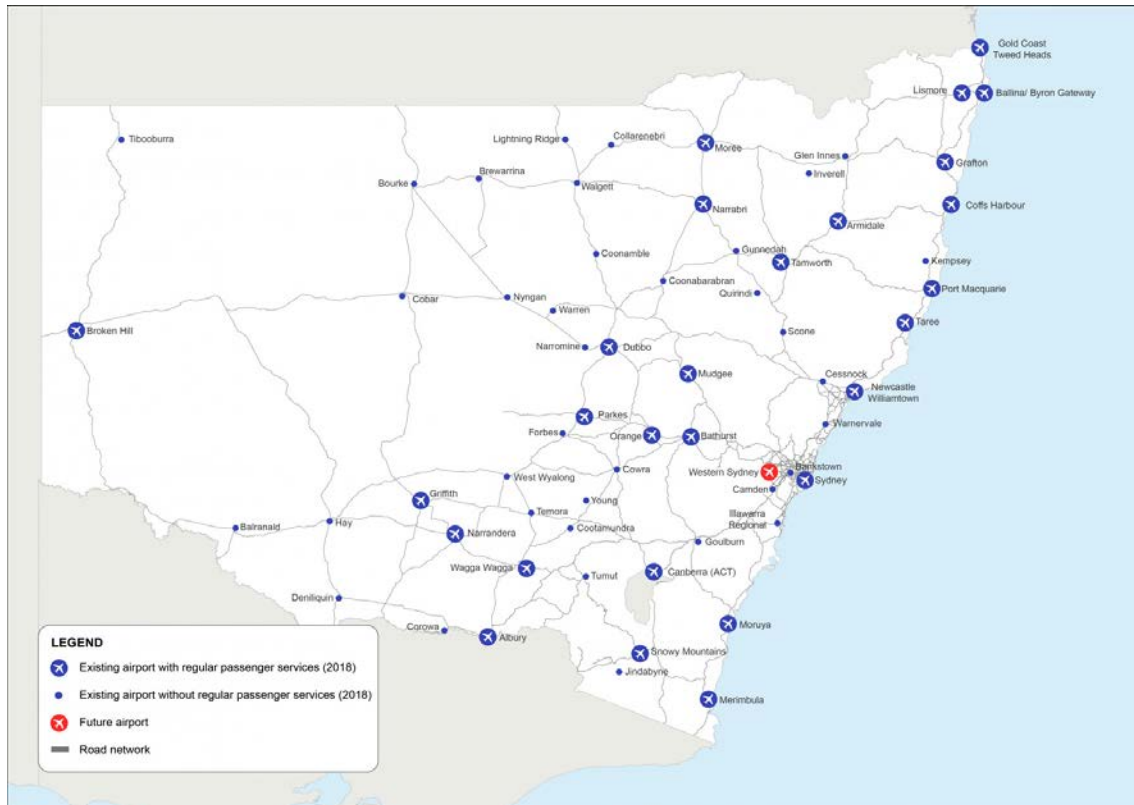 Gold Coast
Tweed Heads
Lismore
Ballina/ Byron Gateway
Tibooburra
Lightning Ridge
Collarenebri
Moree
Glen Innes
Inverell
Grafton
Bourke
Brewarrina
Walgett
Narrabri
Coffs Harbour
Armidale
Coonamble
Gunnedah
Tamworth
Kempsey
Coonabarabran
Quirindi
Port Macquarie
Cobar
Nyngan
Warren
Broken Hill
Scone
Taree
Narromine
Dubbo
Mudgee
Cessnock
Newcastle
Williamtown
Parkes
Forbes
Orange
Bathurst
Warnervale
Western Sydney
Bankstown
Sydney
Camden
Cowra
West Wyalong
Griffith
Young
Temora
Illawarra
Regional
Balranald
Hay
Narrandera
Cootamundra
Goulburn
Wagga Wagga
Tumut
Canberra (ACT)
Deniliquin
Corowa
Albury
Moruya
Snowy Mountains
Jindabyne
Merimbula
LEGEND
Existing airport with regular passenger services (2018)
Existing airport without regular passenger services (2018)
Future airport
Road network